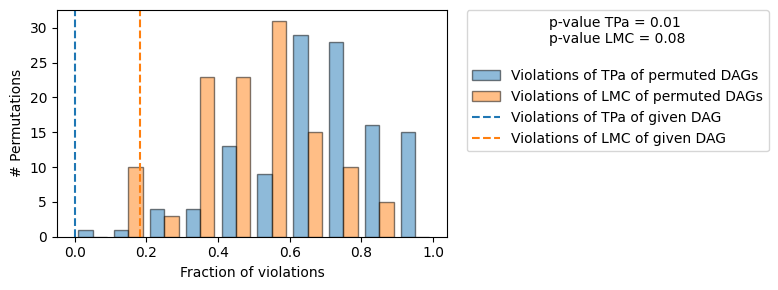 p-value TPa = 0.01
p-value LMC = 0.08
Violations of TPa of permuted DAGs
Violations of LMC of permuted DAGs
Violations of TPa of given DAG
Violations of LMC of given DAG
# Permutations
30
25
20
15
10
5
0
0.0 0.2 0.4 0.6 0.8 1.0
Fraction of violations